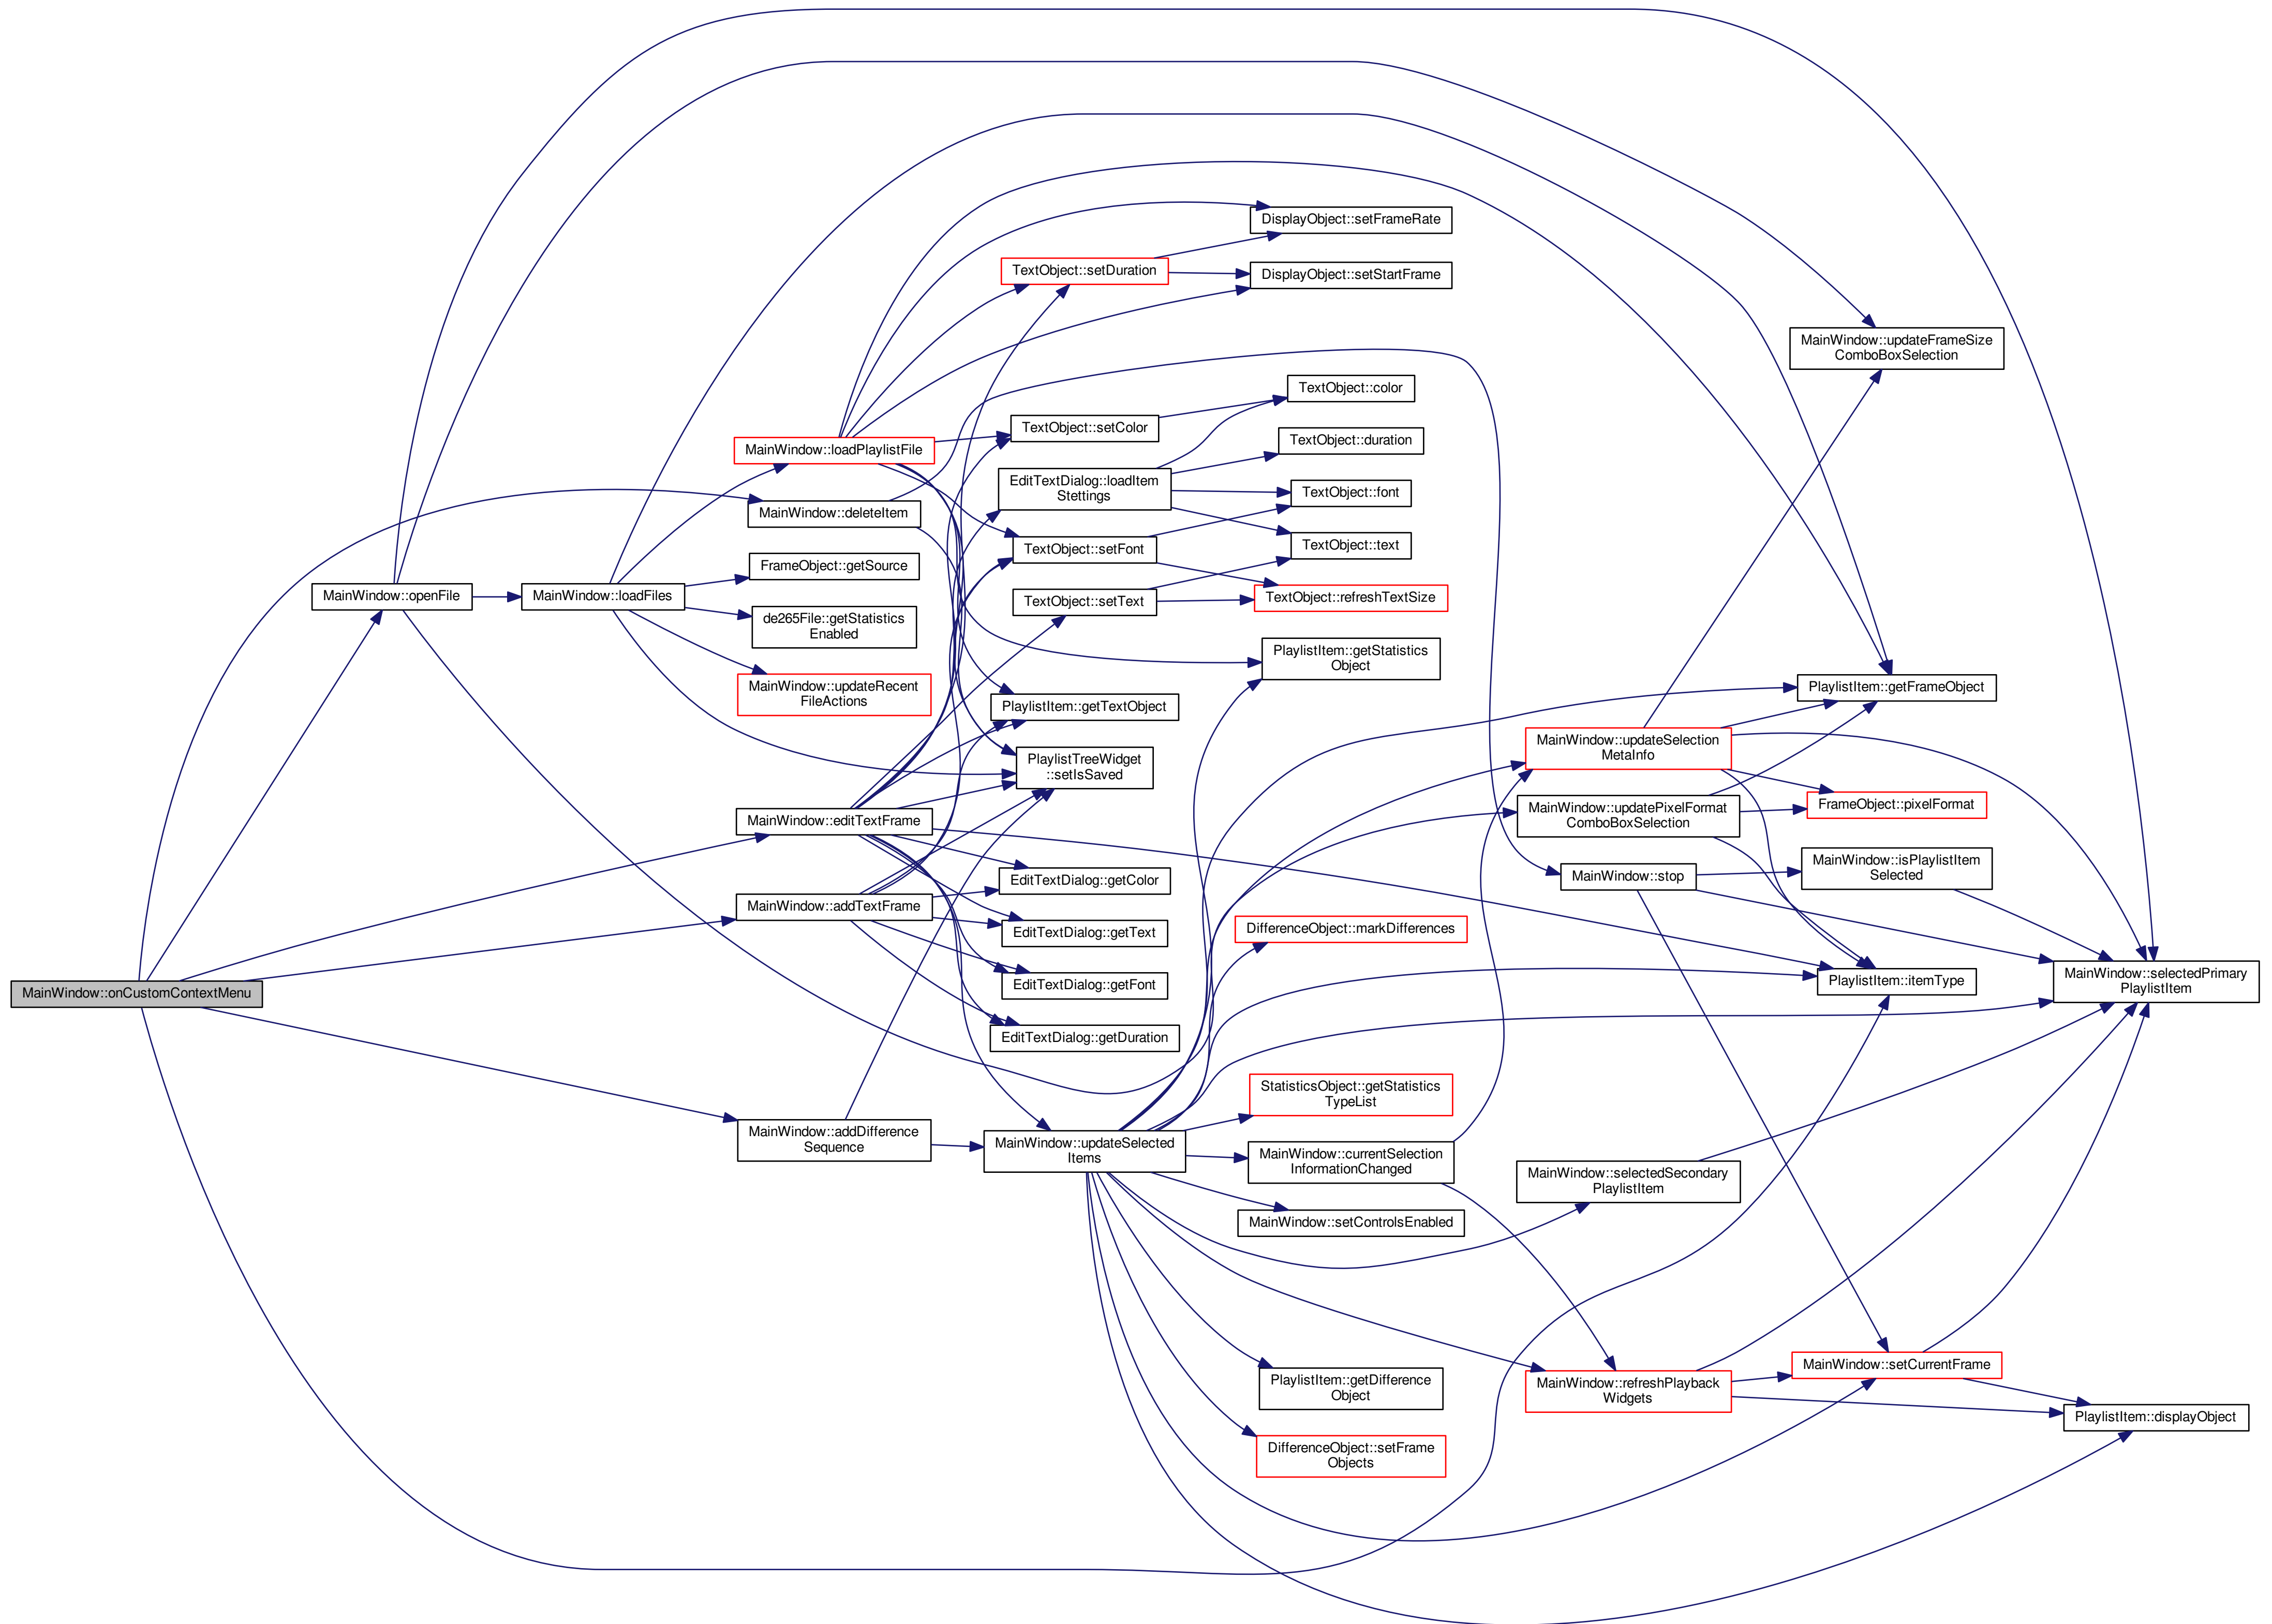 MainWindow::onCustomContextMenu
MainWindow::openFile
MainWindow::loadFiles
MainWindow::loadPlaylistFile
MainWindow::deleteItem
FrameObject::getSource
de265File::getStatistics
Enabled
MainWindow::updateRecent
FileActions
MainWindow::editTextFrame
MainWindow::addTextFrame
MainWindow::addDifference
Sequence
TextObject::setDuration
TextObject::setColor
EditTextDialog::loadItem
Stettings
TextObject::setFont
TextObject::setText
PlaylistItem::getTextObject
PlaylistTreeWidget
::setIsSaved
EditTextDialog::getColor
EditTextDialog::getText
EditTextDialog::getFont
EditTextDialog::getDuration
MainWindow::updateSelected
Items
DisplayObject::setFrameRate
DisplayObject::setStartFrame
TextObject::color
TextObject::duration
TextObject::font
TextObject::text
TextObject::refreshTextSize
PlaylistItem::getStatistics
Object
DifferenceObject::markDifferences
StatisticsObject::getStatistics
TypeList
MainWindow::currentSelection
InformationChanged
MainWindow::setControlsEnabled
PlaylistItem::getDifference
Object
DifferenceObject::setFrame
Objects
MainWindow::updateSelection
MetaInfo
MainWindow::updatePixelFormat
ComboBoxSelection
MainWindow::stop
MainWindow::selectedSecondary
PlaylistItem
MainWindow::refreshPlayback
Widgets
MainWindow::updateFrameSize
ComboBoxSelection
PlaylistItem::getFrameObject
FrameObject::pixelFormat
MainWindow::isPlaylistItem
Selected
PlaylistItem::itemType
MainWindow::setCurrentFrame
MainWindow::selectedPrimary
PlaylistItem
PlaylistItem::displayObject